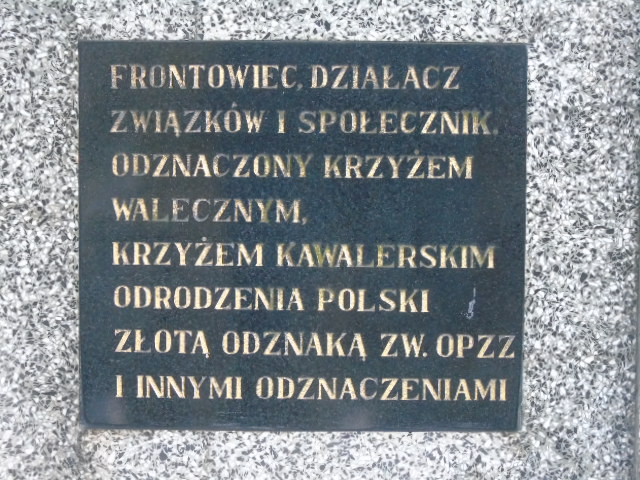 FRONTOWIEC, DZIAŁACZ
ZWIĄZKÓW I SPOŁECZNIK.
ODZNACZONY KRZYŻEM
WALECZNYM,
KRZYŻEM KAWALERSKIM
ODRODZENIA POLSKI
ZŁOTĄ ODZNAKĄ ZW. OPZZ
I INNYMI ODZNACZENIAMI